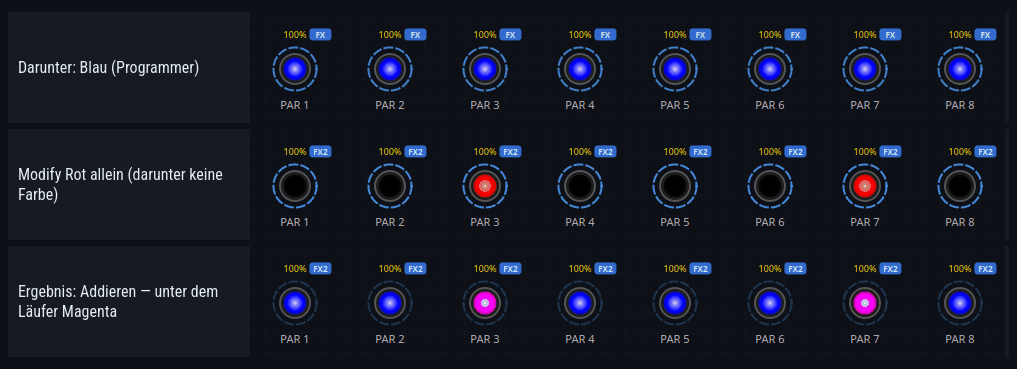 100% FX 100% FX 100% FX 100% FX 100% FX 100% FX 100% FX 100% FX
Darunter: Blau (Programmer)
PAR 1 PAR 2 PAR 3 PAR 4 PAR 5 PAR 6 PAR 7 PAR 8
100% FX2 100% FX2 100% FX2 100% FX2 100% FX2 100% FX2 100% FX2 100% FX2
Modify Rot allein (darunter keine
Farbe)
PAR 1 PAR 2 PAR 3 PAR 4 PAR 5 PAR 6 PAR 7 PAR 8
100% FX2 100% FX2 100% FX2 100% FX2 100% FX2 100% FX2 100% FX2 100% FX2
Ergebnis: Addieren — unter dem
Läufer Magenta
PAR 1 PAR 2 PAR 3 PAR 4 PAR 5 PAR 6 PAR 7 PAR 8